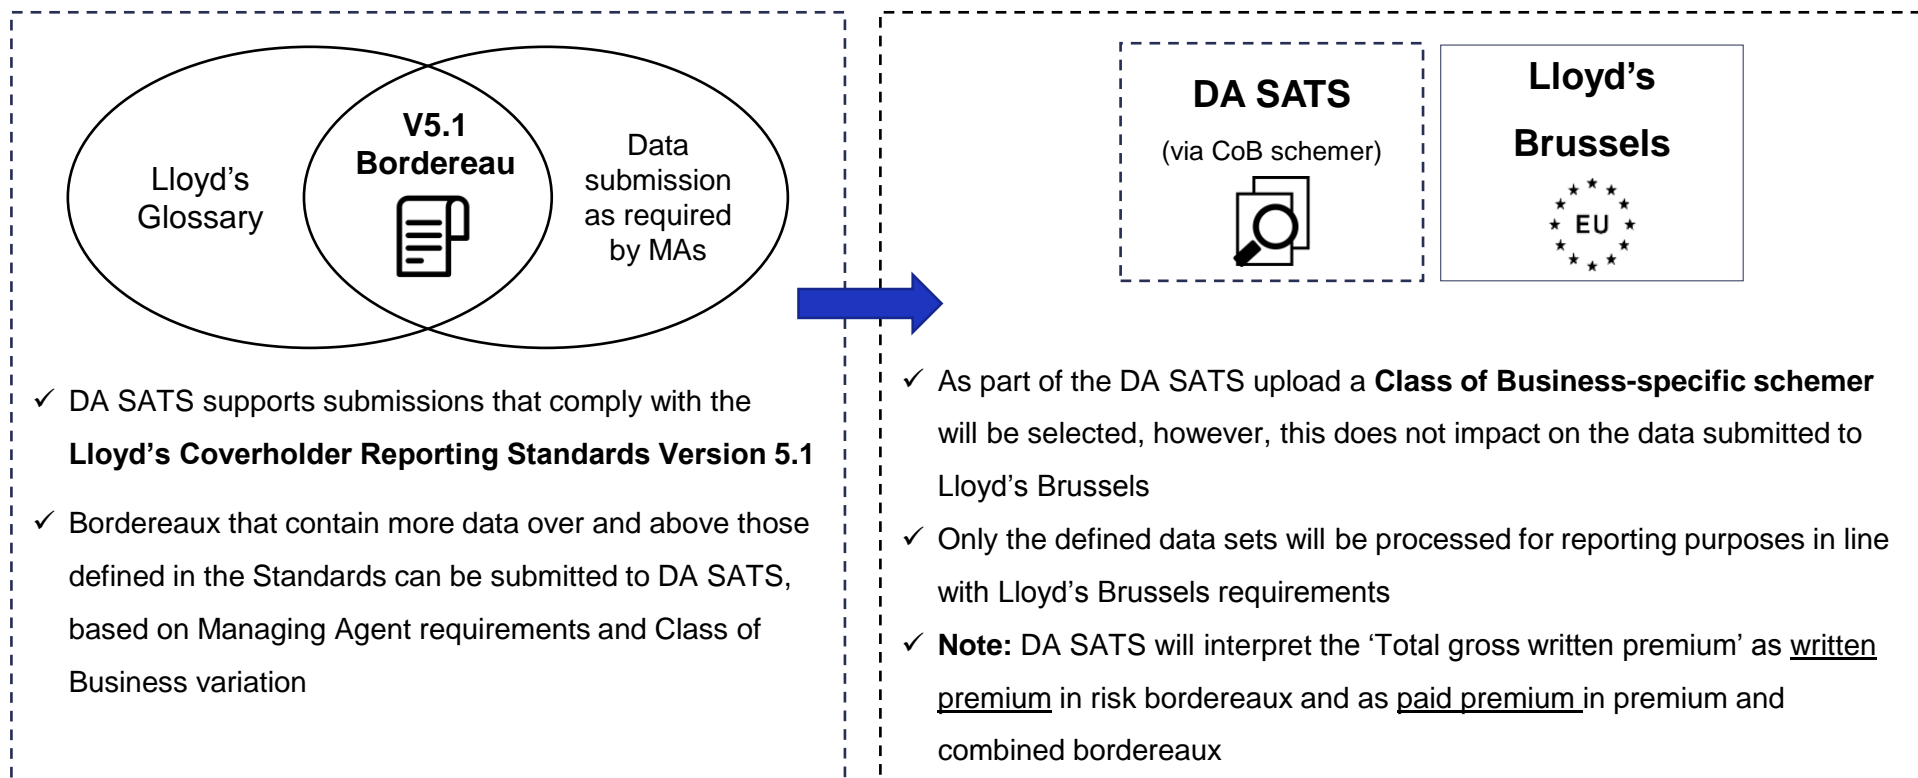 Lloyd's
Glossary
V5.1
Bordereau
Data
submission
as required
by MAs
✓ DA SATS supports submissions that comply with the
Lloyd's Coverholder Reporting Standards Version 5.1
✓ Bordereaux that contain more data over and above those
defined in the Standards can be submitted to DA SATS,
based on Managing Agent requirements and Class of
Business variation
DA SATS
(via CoB schemer)
Lloyd's
Brussels
EU
✓ As part of the DA SATS upload a Class of Business-specific schemer
will be selected, however, this does not impact on the data submitted to
Lloyd's Brussels
✓ Only the defined data sets will be processed for reporting purposes in line
with Lloyd's Brussels requirements
✓ Note: DA SATS will interpret the ‘Total gross written premium’ as written
premium in risk bordereaux and as paid premium in premium and
combined bordereaux